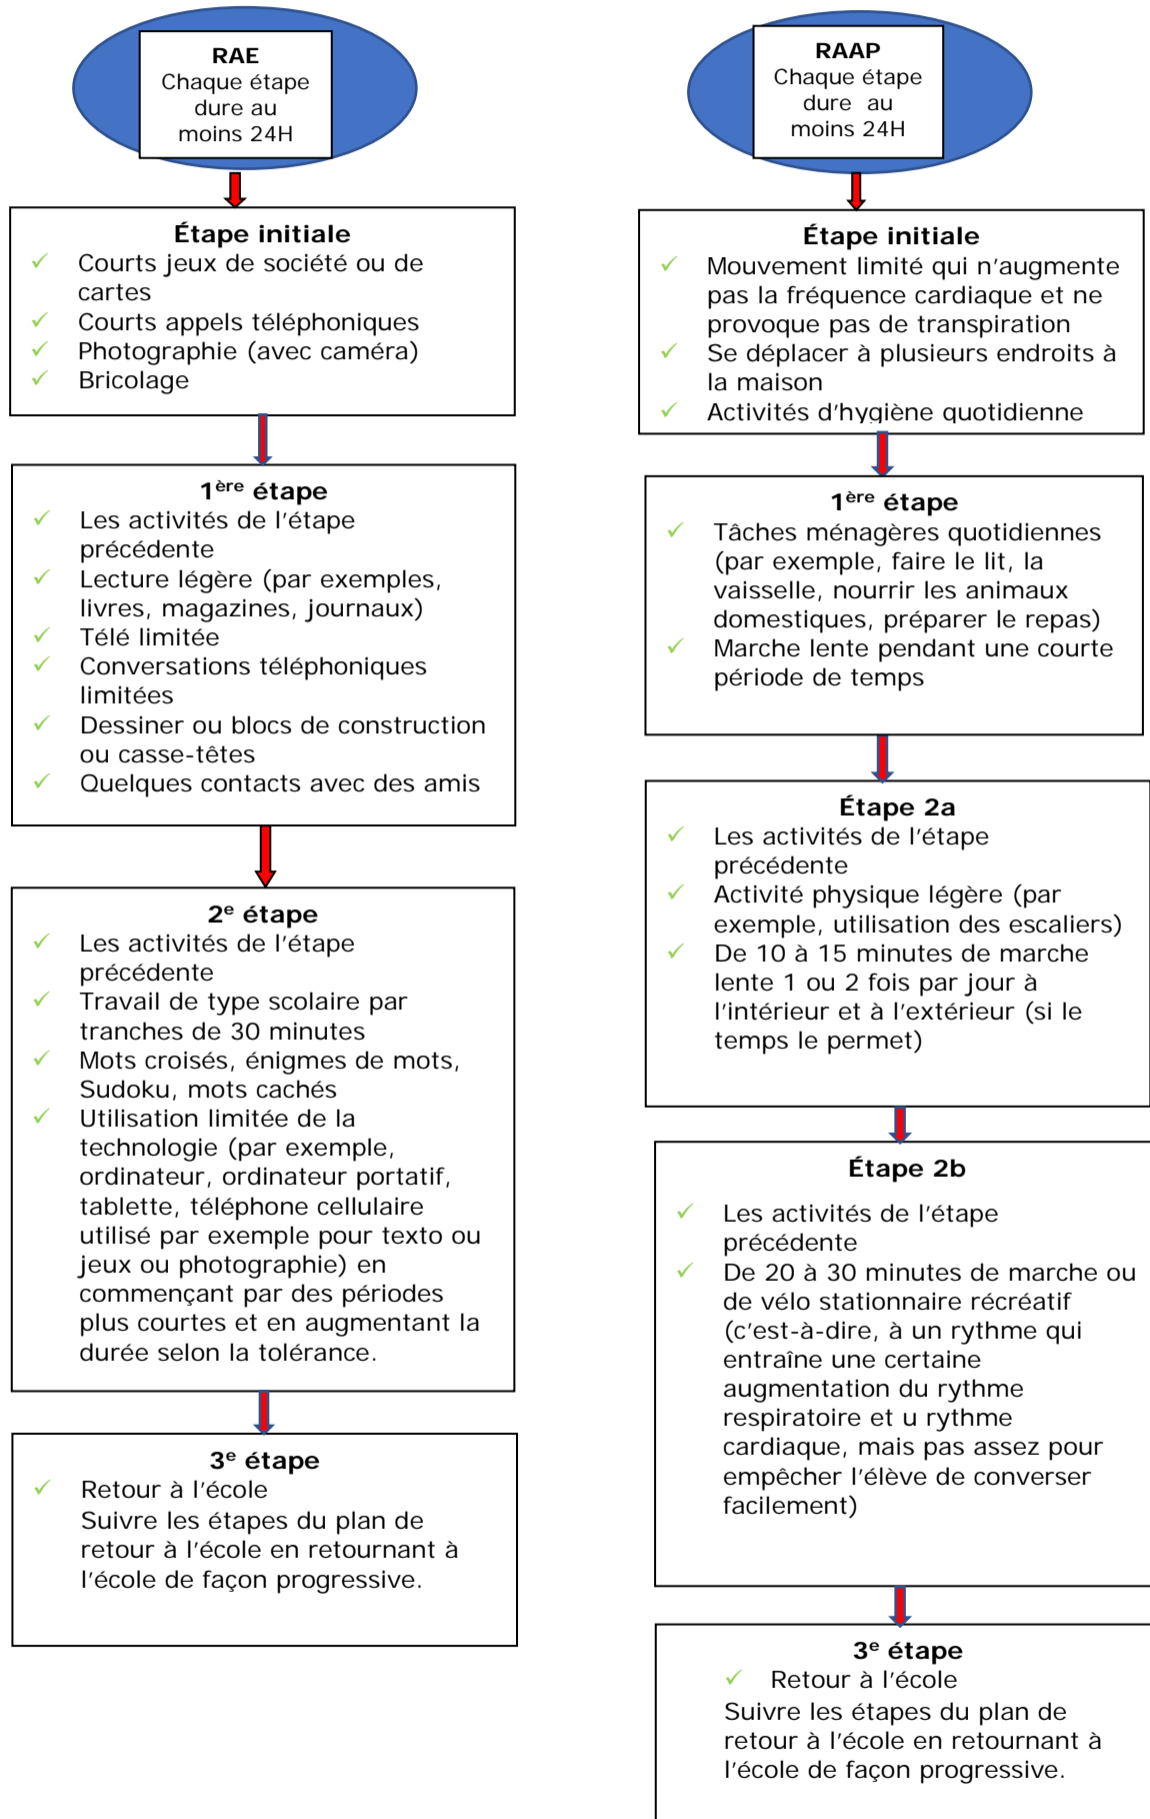 RAE
Chaque étape
dure au
moins 24H
Étape initiale
Courts jeux de société ou de
cartes
Courts appels téléphoniques
Photographie (avec caméra)
Bricolage
1ère étape
Les activités de l'étape
précédente
Lecture légère (par exemples,
livres, magazines, journaux)
Télé limitée
Conversations téléphoniques
limitées
Dessiner ou blocs de construction
ou casse-têtes
Quelques contacts avec des amis
2e étape
Les activités de l'étape
précédente
Travail de type scolaire par
tranches de 30 minutes
Mots croisés, énigmes de mots,
Sudoku, mots cachés
Utilisation limitée de la
technologie (par exemple,
ordinateur, ordinateur portatif,
tablette, téléphone cellulaire
utilisé par exemple pour texto ou
jeux ou photographie) en
commençant par des périodes
plus courtes et en augmentant la
durée selon la tolérance.
3e étape
Retour à l'école
Suivre les étapes du plan de
retour à l'école en retournant à
l'école de façon progressive.
RAAP
Chaque étape
dure au
moins 24H
Étape initiale
Mouvement limité qui n'augmente
pas la fréquence cardiaque et ne
provoque pas de transpiration
Se déplacer à plusieurs endroits à
la maison
Activités d'hygiène quotidienne
1ère étape
Tâches ménagères quotidiennes
(par exemple, faire le lit, la
vaisselle, nourrir les animaux
domestiques, préparer le repas)
Marche lente pendant une courte
période de temps
Étape 2a
Les activités de l'étape
précédente
Activité physique légère (par
exemple, utilisation des escaliers)
De 10 à 15 minutes de marche
lente 1 ou 2 fois par jour à
l'intérieur et à l'extérieur (si le
temps le permet)
Étape 2b
Les activités de l'étape
précédente
De 20 à 30 minutes de marche ou
de vélo stationnaire récréatif
(c'est-à-dire, à un rythme qui
entraîne une certaine
augmentation du rythme
respiratoire et u rythme
cardiaque, mais pas assez pour
empêcher l'élève de converser
facilement)
3e étape
Retour à l'école
Suivre les étapes du plan de
retour à l'école en retournant à
l'école de façon progressive.